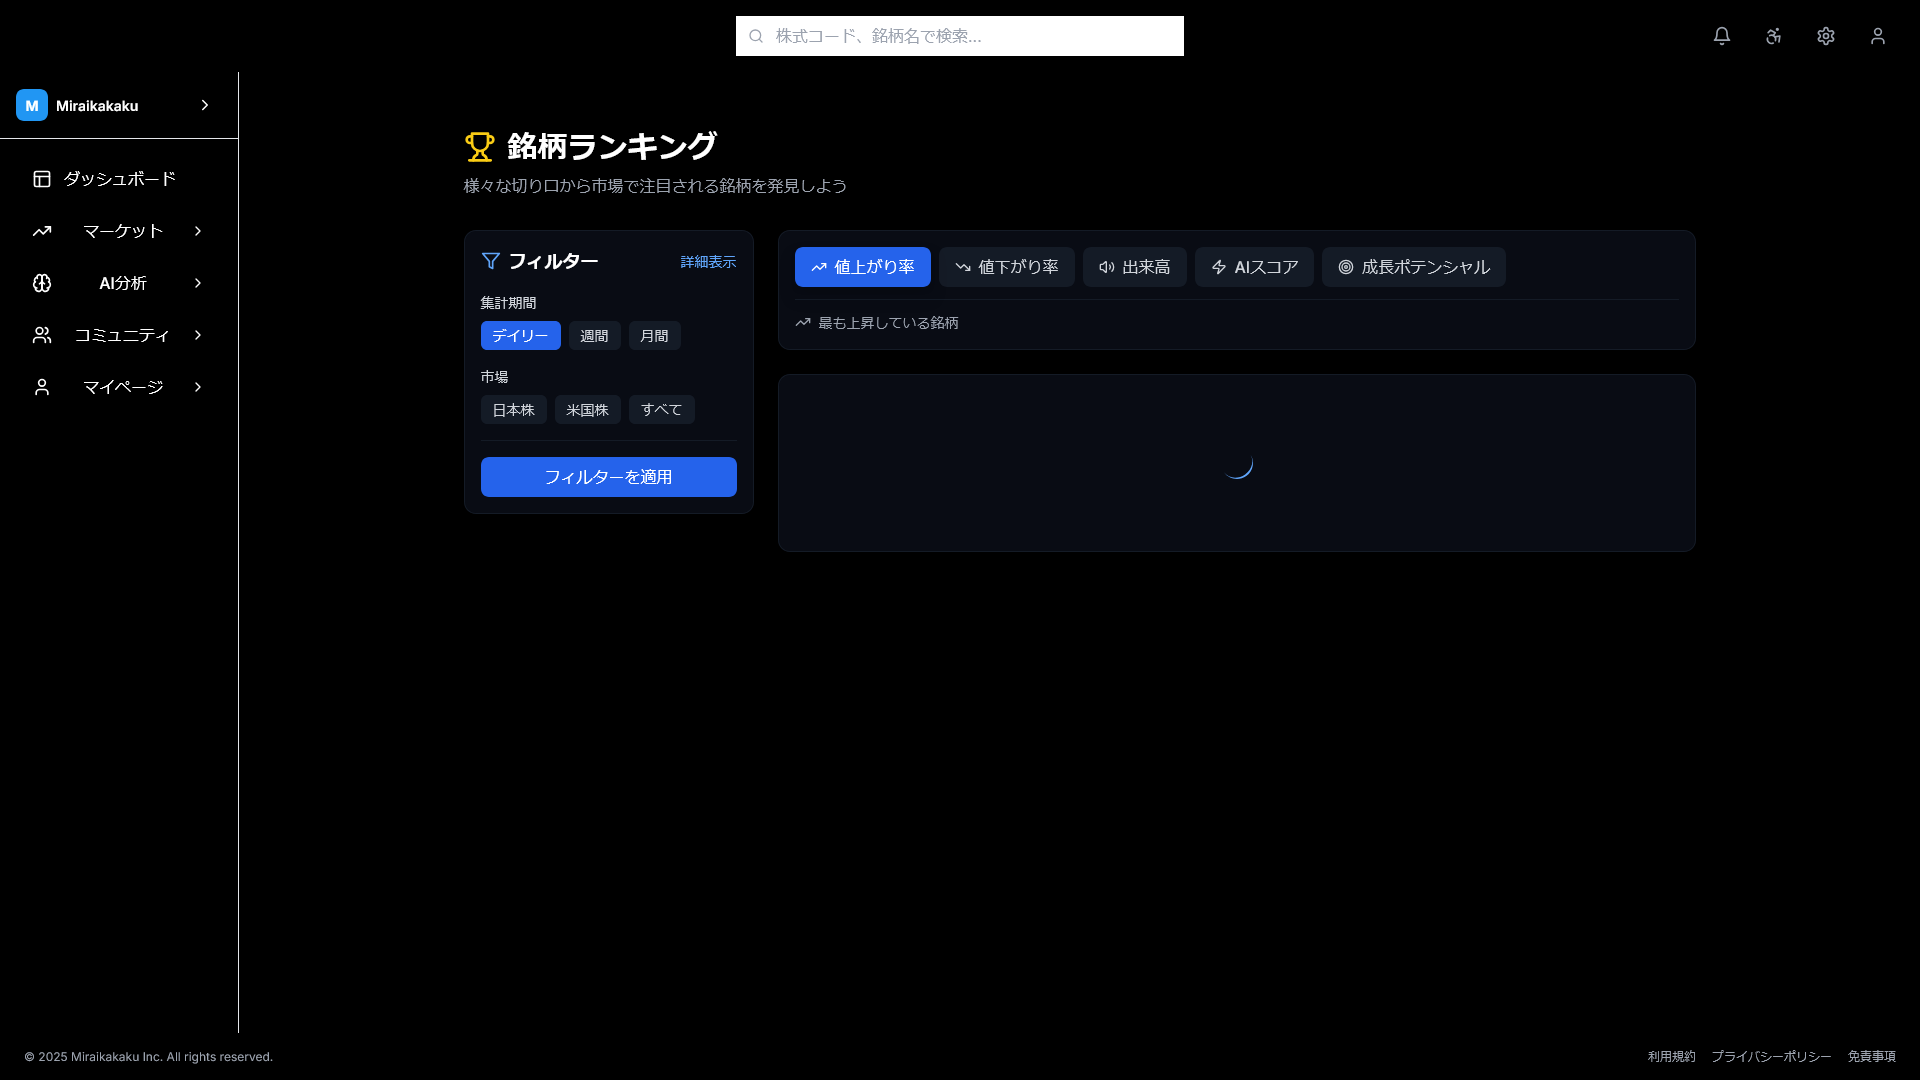 株式コード、銘柄名で検索...
M Miraikakaku
ダッシュボード
マーケット
AI分析
コミュニティ
マイページ
銘柄ランキング
様々な切り口から市場で注目される銘柄を発見しよう
フィルター 詳細表示
集計期間
デイリー 週間 月間
市場
日本株 米国株 すべて
フィルターを適用
値上がり率 値下がり率 出来高 AIスコア 成長ポテンシャル
最も上昇している銘柄
© 2025 Miraikakaku Inc. All rights reserved.
利用規約 プライバシーポリシー 免責事項